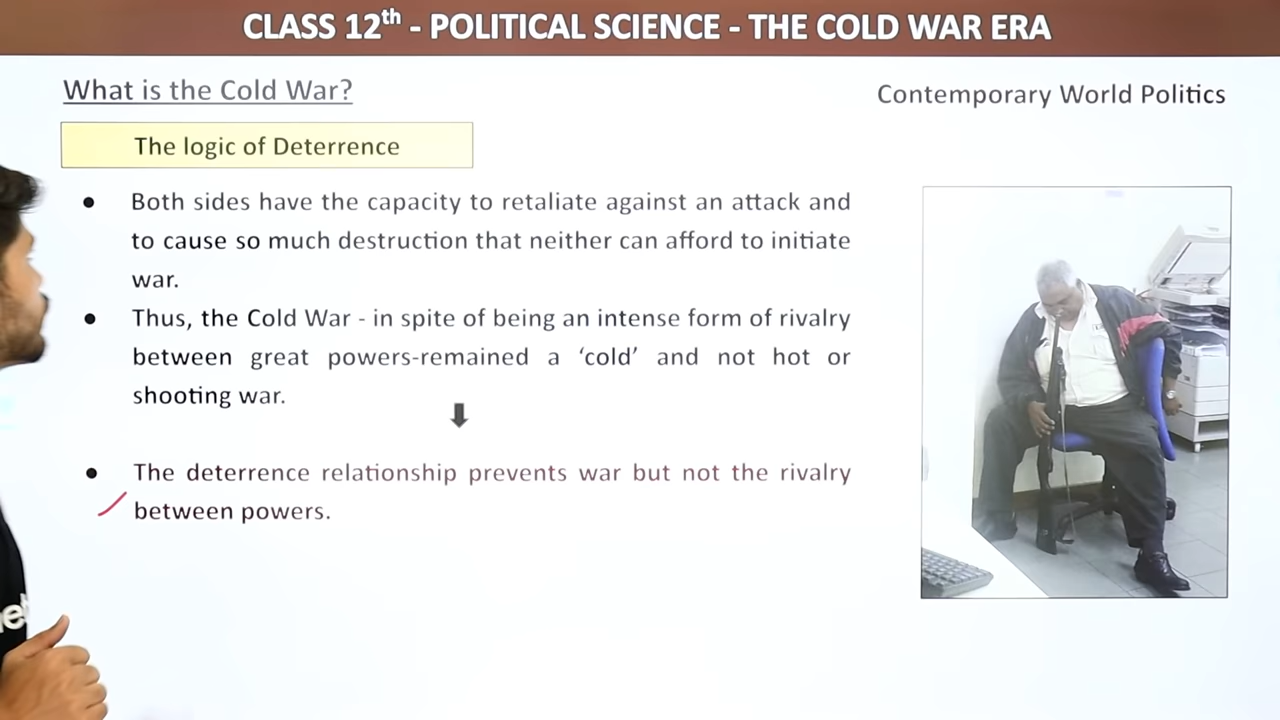 CLASS 12th - POLITICAL SCIENCE - THE COLD WAR ERA
What is the Cold War?
Contemporary World Politics
The logic of Deterrence
● Both sides have the capacity to retaliate against an attack and
to cause so much destruction that neither can afford to initiate
war.
● Thus, the Cold War - in spite of being an intense form of rivalry
between great powers-remained a ‘cold’ and not hot or
shooting war.
● The deterrence relationship prevents war but not the rivalry
between powers.